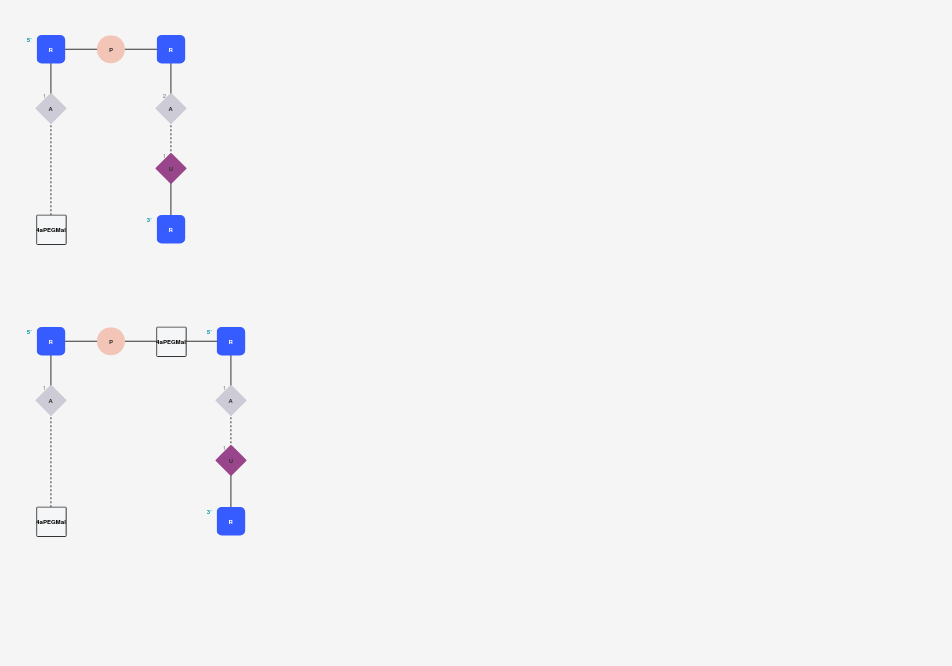 5' R P R
1 A 2 A
1 U
4aPEGMal 3' R
5' R P 4aPEGMal 5' R
1 A 1 A
1 U
4aPEGMal 3' R